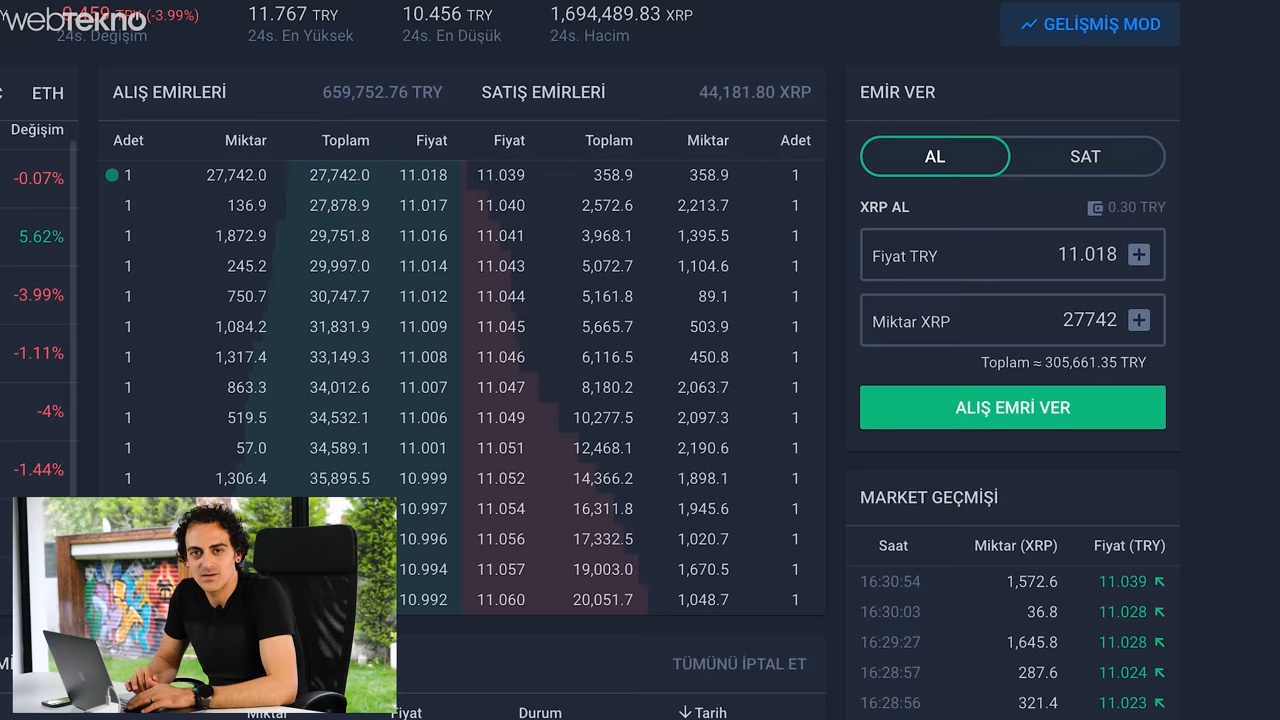 webtekno
0.459 TRY (-3.99%)
24s. Değişim
11.767 TRY
24s. En Yüksek
10.456 TRY
24s. En Düşük
1,694,489.83 XRP
24s. Hacim
GELİŞMİŞ MOD
ETH
Değişim
-0.07%
5.62%
-3.99%
-1.11%
-4%
-1.44%
ALIŞ EMİRLERİ 659,752.76 TRY SATIŞ EMİRLERİ 44,181.80 XRP
Adet Miktar Toplam Fiyat Fiyat Toplam Miktar Adet
1 27,742.0 27,742.0 11.018 11.039 358.9 358.9 1
1 136.9 27,878.9 11.017 11.040 2,572.6 2,213.7 1
1 1,872.9 29,751.8 11.016 11.041 3,968.1 1,395.5 1
1 245.2 29,997.0 11.014 11.043 5,072.7 1,104.6 1
1 750.7 30,747.7 11.012 11.044 5,161.8 89.1 1
1 1,084.2 31,831.9 11.009 11.045 5,665.7 503.9 1
1 1,317.4 33,149.3 11.008 11.046 6,116.5 450.8 1
1 863.3 34,012.6 11.007 11.047 8,180.2 2,063.7 1
1 519.5 34,532.1 11.006 11.049 10,277.5 2,097.3 1
1 57.0 34,589.1 11.001 11.051 12,468.1 2,190.6 1
1 1,306.4 35,895.5 10.999 11.052 14,366.2 1,898.1 1
10.997 11.054 16,311.8 1,945.6 1
10.996 11.056 17,332.5 1,020.7 1
10.994 11.057 19,003.0 1,670.5 1
10.992 11.060 20,051.7 1,048.7 1
TÜMÜNÜ İPTAL ET
Miktar Fiyat Durum Tarih
EMİR VER
AL SAT
XRP AL 0.30 TRY
Fiyat TRY 11.018
Miktar XRP 27742
Toplam ≈ 305,661.35 TRY
ALIŞ EMRİ VER
MARKET GEÇMİŞİ
Saat Miktar (XRP) Fiyat (TRY)
16:30:54 1,572.6 11.039
16:30:03 36.8 11.028
16:29:27 1,645.8 11.028
16:28:57 287.6 11.024
16:28:56 321.4 11.023